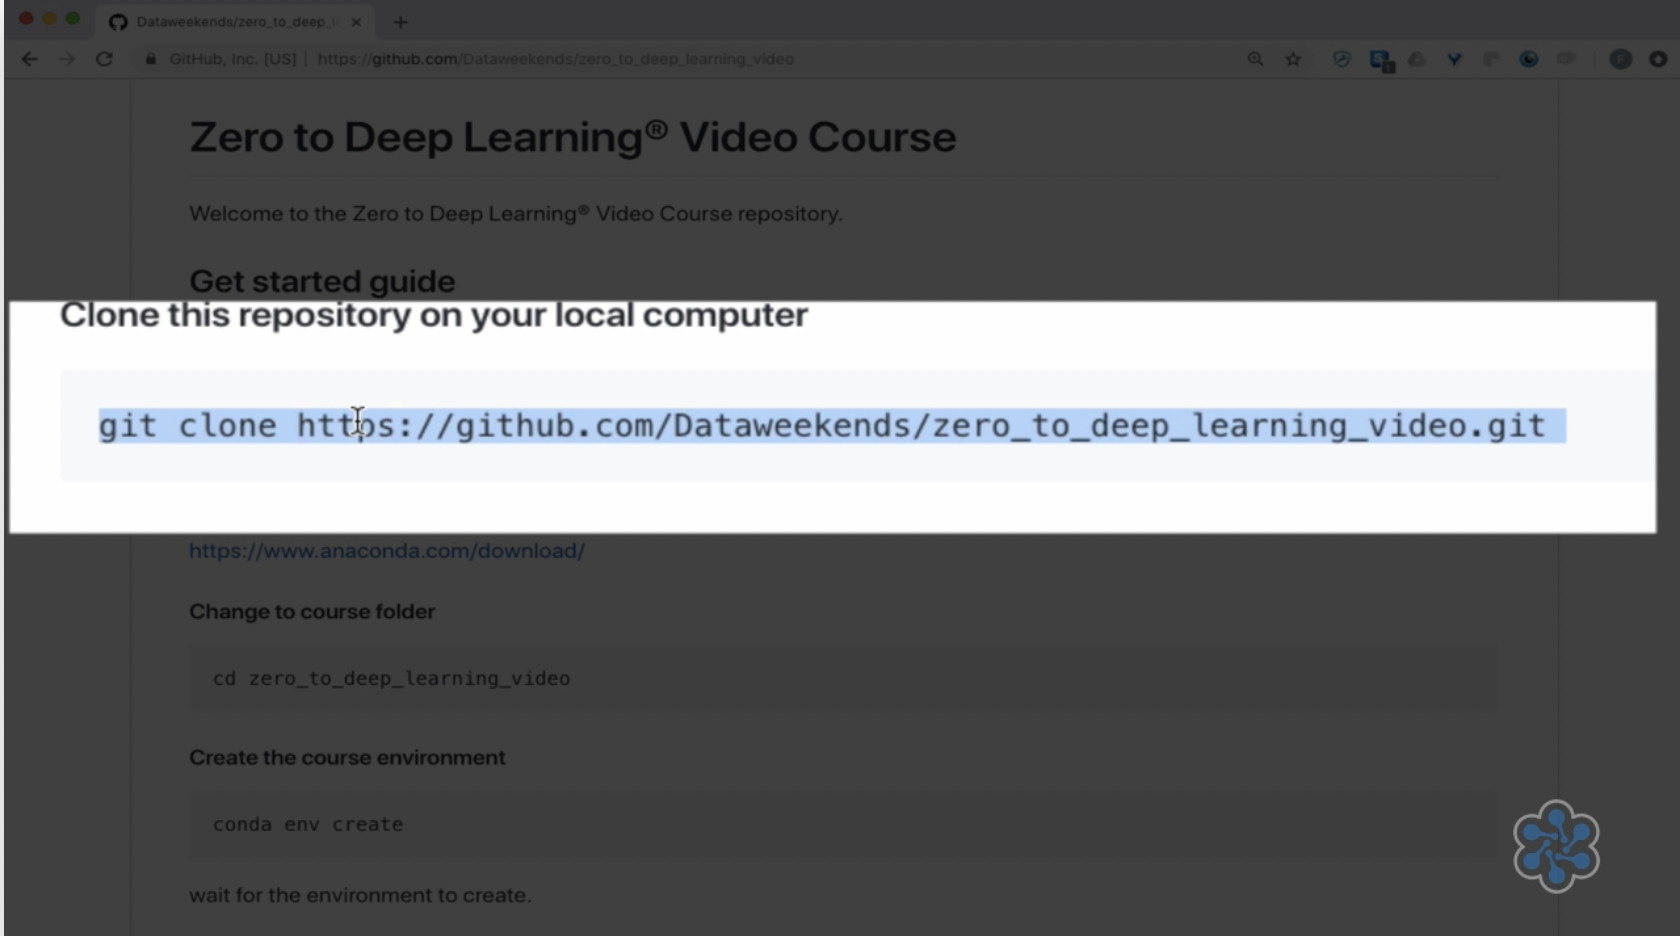 Dataweekends/zero_to_deep_l
GitHub, Inc. [US] | https://github.com/Dataweekends/zero_to_deep_learning_video
Zero to Deep Learning® Video Course
Welcome to the Zero to Deep Learning® Video Course repository.
Get started guide
Clone this repository on your local computer
git clone https://github.com/Dataweekends/zero_to_deep_learning_video.git
https://www.anaconda.com/download/
Change to course folder
cd zero_to_deep_learning_video
Create the course environment
conda env create
wait for the environment to create.